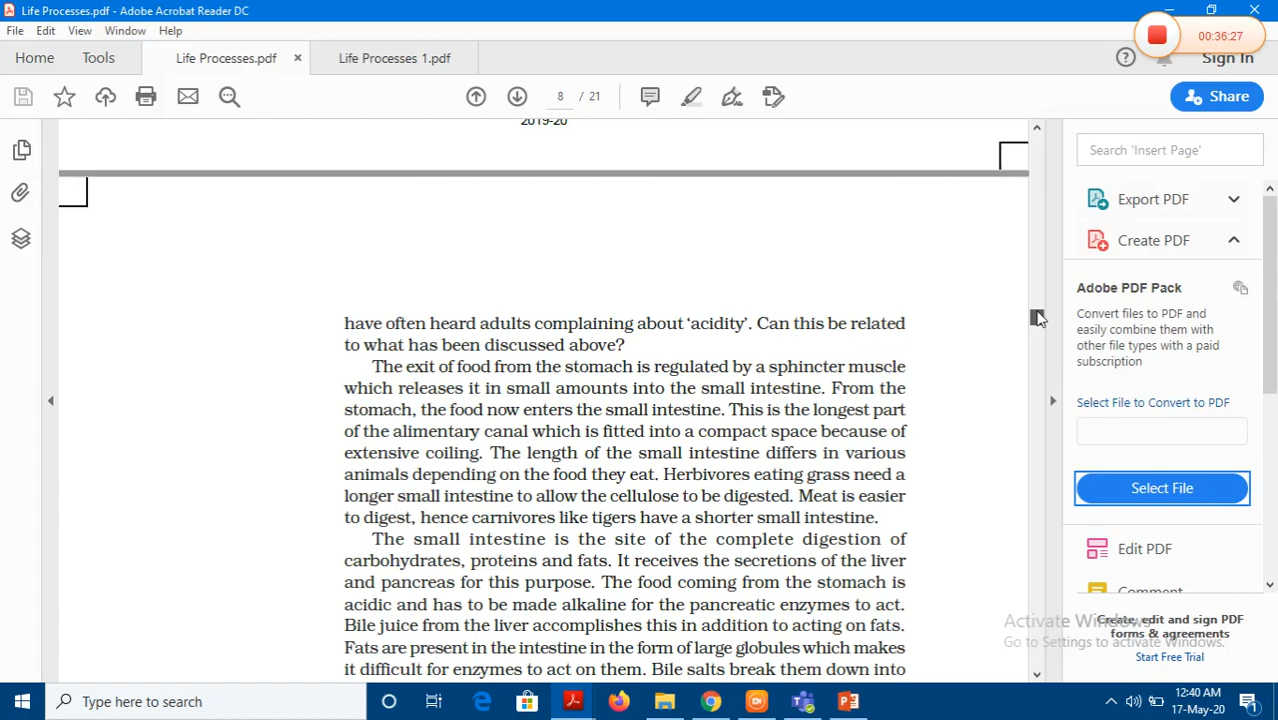 Life Processes.pdf - Adobe Acrobat Reader DC
00:36:27
File Edit View Window Help
Home Tools Life Processes.pdf × Life Processes 1.pdf Sign In
8 / 21 Share
2019-20
have often heard adults complaining about ‘acidity’. Can this be related
to what has been discussed above?
The exit of food from the stomach is regulated by a sphincter muscle
which releases it in small amounts into the small intestine. From the
stomach, the food now enters the small intestine. This is the longest part
of the alimentary canal which is fitted into a compact space because of
extensive coiling. The length of the small intestine differs in various
animals depending on the food they eat. Herbivores eating grass need a
longer small intestine to allow the cellulose to be digested. Meat is easier
to digest, hence carnivores like tigers have a shorter small intestine.
The small intestine is the site of the complete digestion of
carbohydrates, proteins and fats. It receives the secretions of the liver
and pancreas for this purpose. The food coming from the stomach is
acidic and has to be made alkaline for the pancreatic enzymes to act.
Bile juice from the liver accomplishes this in addition to acting on fats.
Fats are present in the intestine in the form of large globules which makes
it difficult for enzymes to act on them. Bile salts break them down into
Search 'Insert Page'
Export PDF
Create PDF
Adobe PDF Pack
Convert files to PDF and
easily combine them with
other file types with a paid
subscription
Select File to Convert to PDF
Select File
Edit PDF
Comment
Create, edit and sign PDF
forms & agreements
Start Free Trial
Activate Windows
Go to Settings to activate Windows.
Type here to search
12:40 AM
17-May-20
1